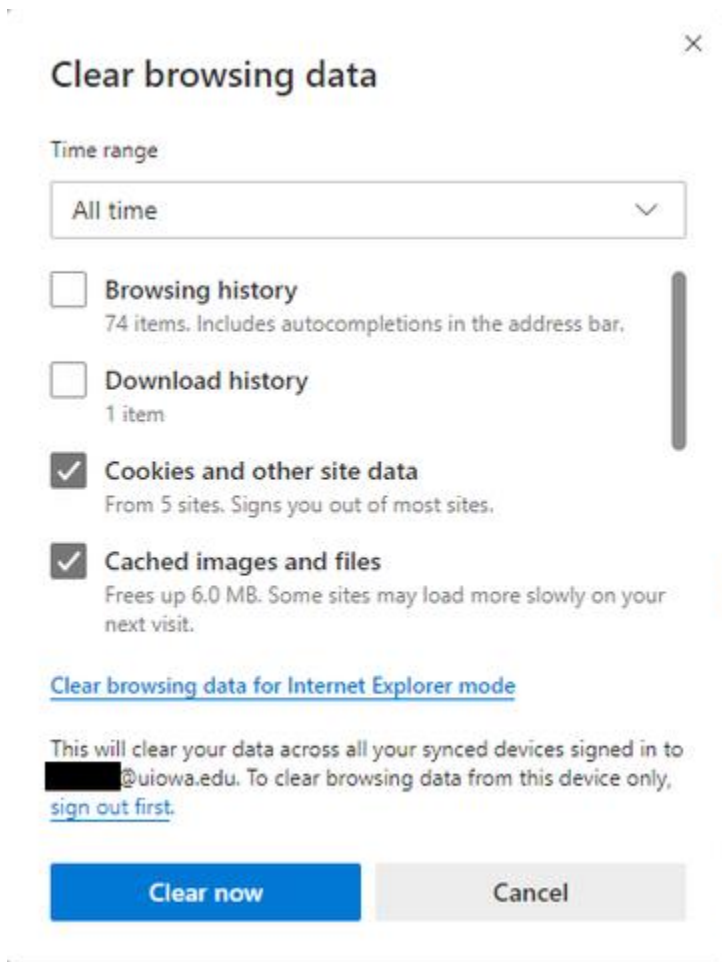 Clear browsing data
Time range
All time
Browsing history
74 items. Includes autocompletions in the address bar.
Download history
1 item
Cookies and other site data
From 5 sites. Signs you out of most sites.
Cached images and files
Frees up 6.0 MB. Some sites may load more slowly on your
next visit.
Clear browsing data for Internet Explorer mode
This will clear your data across all your synced devices signed in to
@uiowa.edu. To clear browsing data from this device only,
sign out first.
Clear now
Cancel